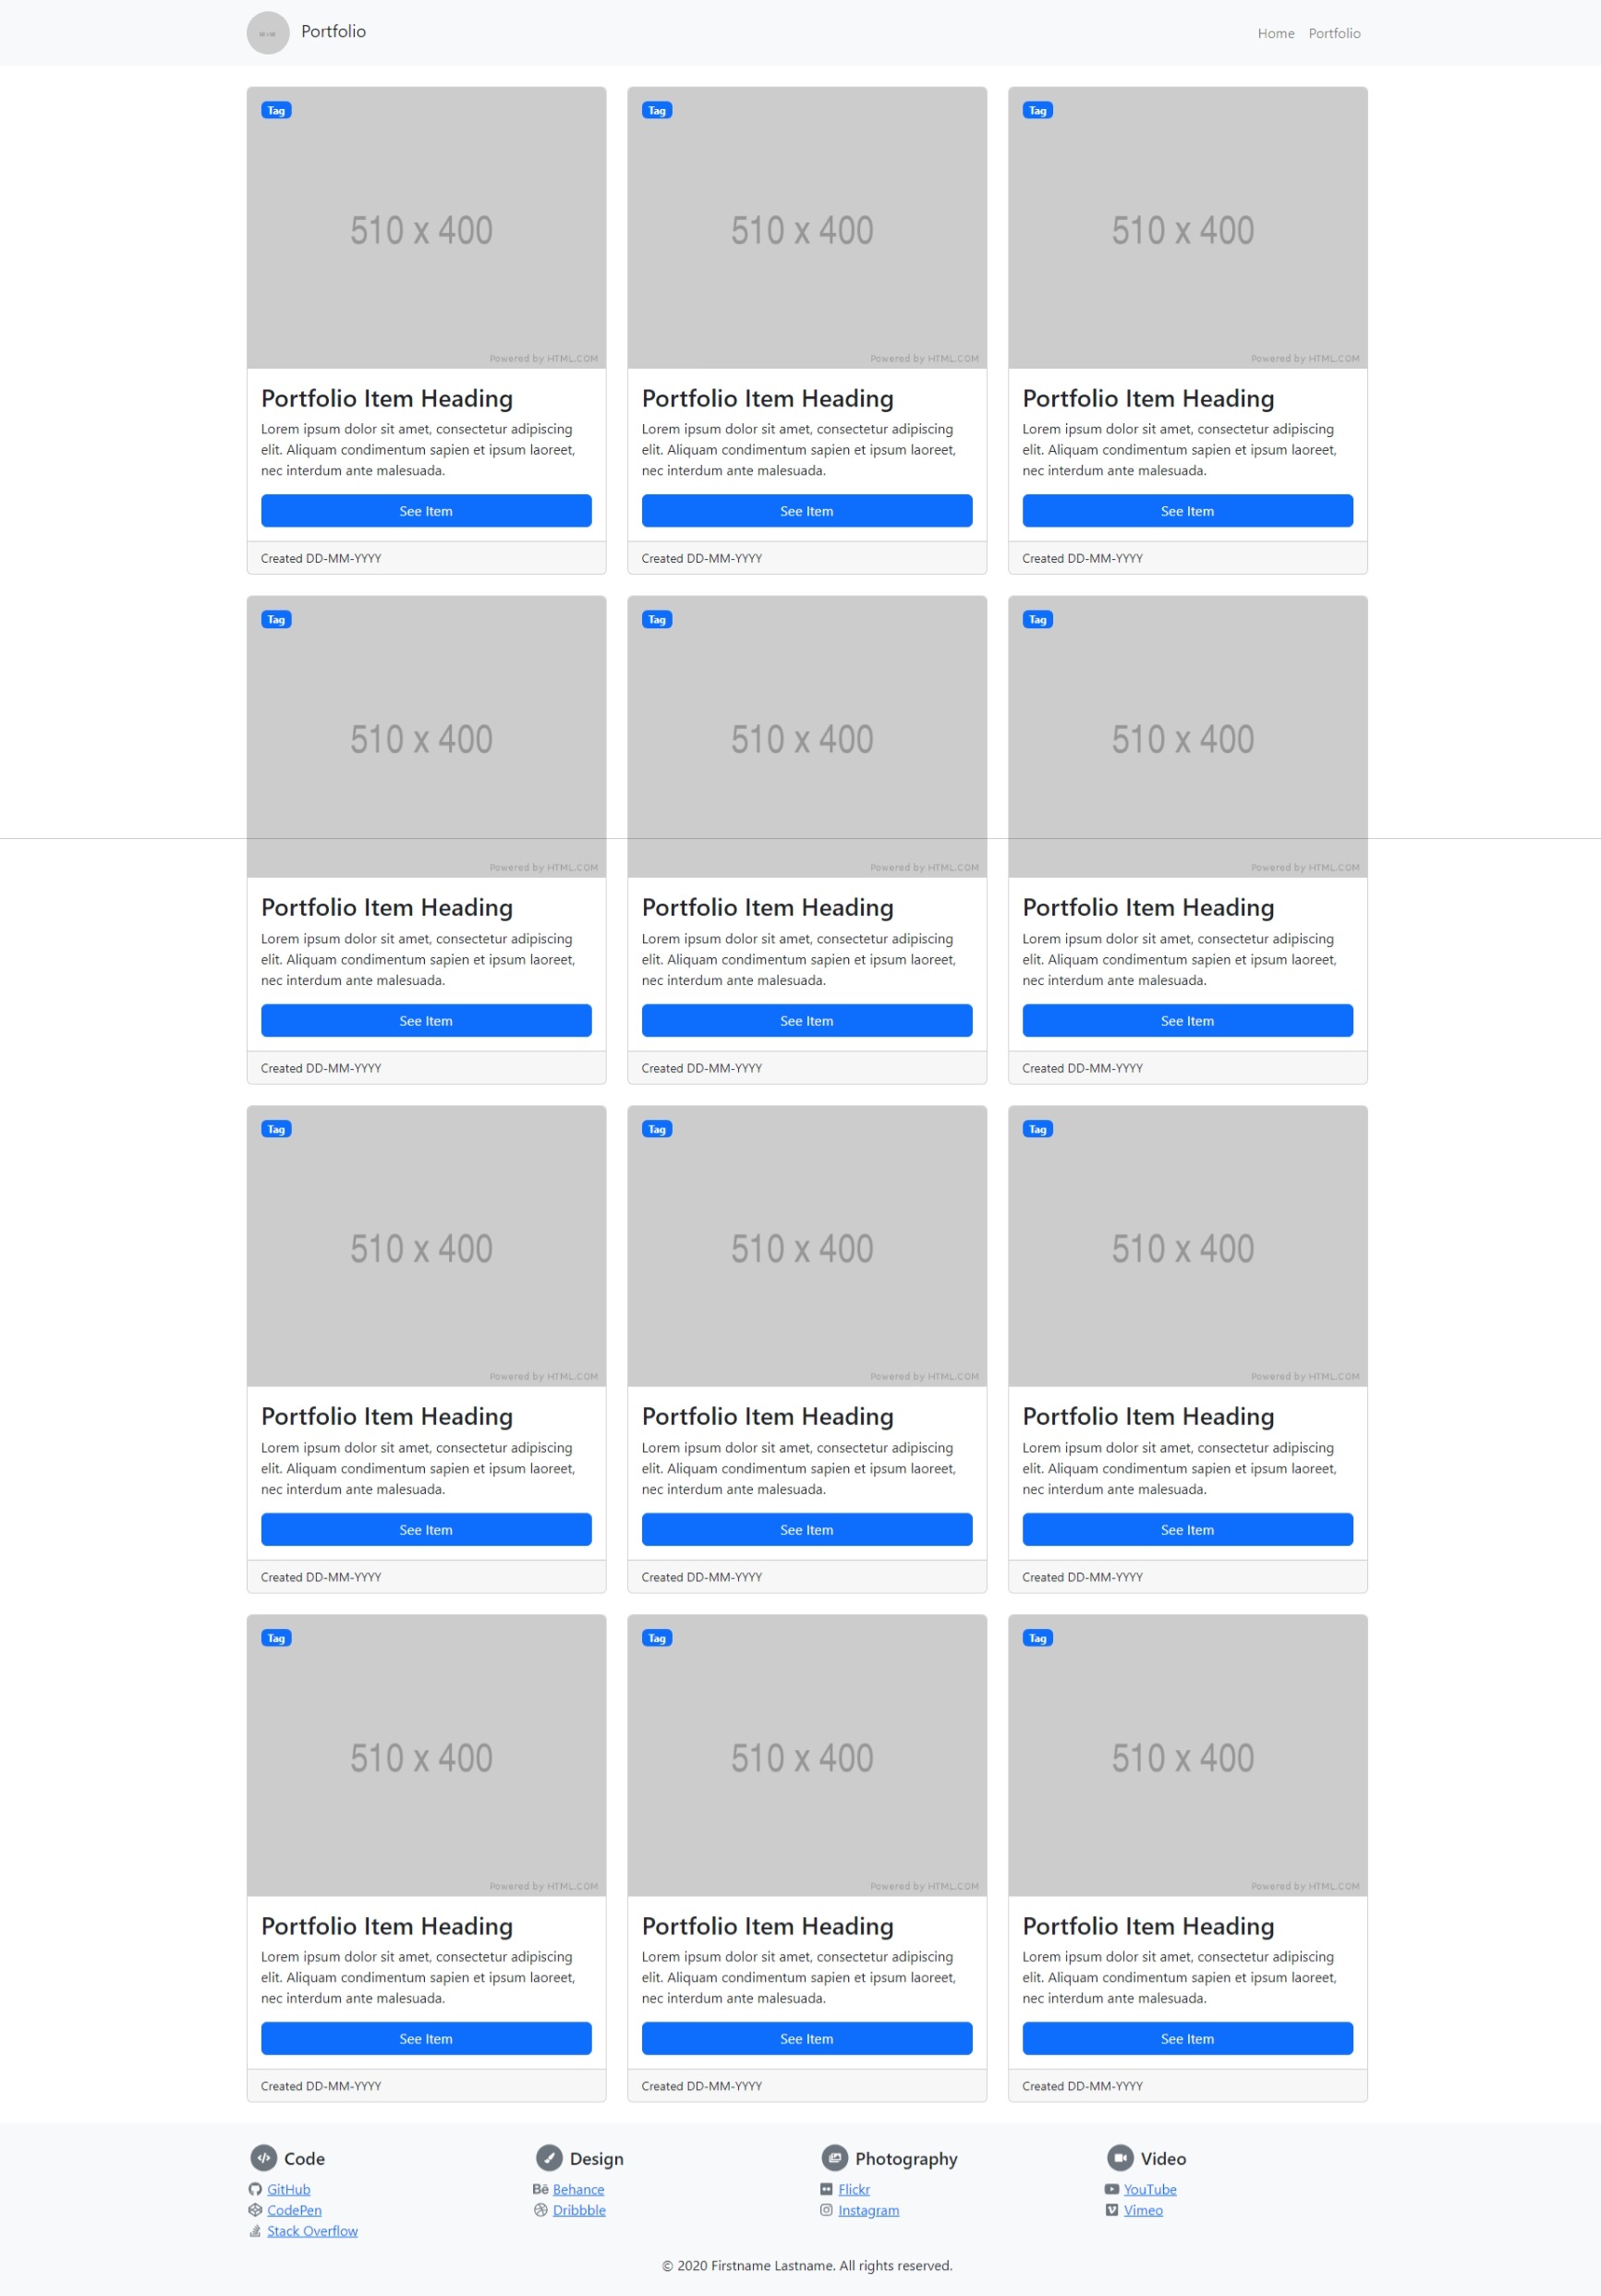 Portfolio
Home Portfolio
Tag Tag Tag
510 x 400 510 x 400 510 x 400
Powered by HTML.COM Powered by HTML.COM Powered by HTML.COM
Portfolio Item Heading Portfolio Item Heading Portfolio Item Heading
Lorem ipsum dolor sit amet, consectetur adipiscing Lorem ipsum dolor sit amet, consectetur adipiscing Lorem ipsum dolor sit amet, consectetur adipiscing
elit. Aliquam condimentum sapien et ipsum laoreet, elit. Aliquam condimentum sapien et ipsum laoreet, elit. Aliquam condimentum sapien et ipsum laoreet,
nec interdum ante malesuada. nec interdum ante malesuada. nec interdum ante malesuada.
See Item See Item See Item
Created DD-MM-YYYY Created DD-MM-YYYY Created DD-MM-YYYY
Tag Tag Tag
510 x 400 510 x 400 510 x 400
Powered by HTML.COM Powered by HTML.COM Powered by HTML.COM
Portfolio Item Heading Portfolio Item Heading Portfolio Item Heading
Lorem ipsum dolor sit amet, consectetur adipiscing Lorem ipsum dolor sit amet, consectetur adipiscing Lorem ipsum dolor sit amet, consectetur adipiscing
elit. Aliquam condimentum sapien et ipsum laoreet, elit. Aliquam condimentum sapien et ipsum laoreet, elit. Aliquam condimentum sapien et ipsum laoreet,
nec interdum ante malesuada. nec interdum ante malesuada. nec interdum ante malesuada.
See Item See Item See Item
Created DD-MM-YYYY Created DD-MM-YYYY Created DD-MM-YYYY
Tag Tag Tag
510 x 400 510 x 400 510 x 400
Powered by HTML.COM Powered by HTML.COM Powered by HTML.COM
Portfolio Item Heading Portfolio Item Heading Portfolio Item Heading
Lorem ipsum dolor sit amet, consectetur adipiscing Lorem ipsum dolor sit amet, consectetur adipiscing Lorem ipsum dolor sit amet, consectetur adipiscing
elit. Aliquam condimentum sapien et ipsum laoreet, elit. Aliquam condimentum sapien et ipsum laoreet, elit. Aliquam condimentum sapien et ipsum laoreet,
nec interdum ante malesuada. nec interdum ante malesuada. nec interdum ante malesuada.
See Item See Item See Item
Created DD-MM-YYYY Created DD-MM-YYYY Created DD-MM-YYYY
Tag Tag Tag
510 x 400 510 x 400 510 x 400
Powered by HTML.COM Powered by HTML.COM Powered by HTML.COM
Portfolio Item Heading Portfolio Item Heading Portfolio Item Heading
Lorem ipsum dolor sit amet, consectetur adipiscing Lorem ipsum dolor sit amet, consectetur adipiscing Lorem ipsum dolor sit amet, consectetur adipiscing
elit. Aliquam condimentum sapien et ipsum laoreet, elit. Aliquam condimentum sapien et ipsum laoreet, elit. Aliquam condimentum sapien et ipsum laoreet,
nec interdum ante malesuada. nec interdum ante malesuada. nec interdum ante malesuada.
See Item See Item See Item
Created DD-MM-YYYY Created DD-MM-YYYY Created DD-MM-YYYY
Code
GitHub
CodePen
Stack Overflow
Design
Bē Behance
Dribbble
Photography
Flickr
Instagram
Video
YouTube
Vimeo
© 2020 Firstname Lastname. All rights reserved.